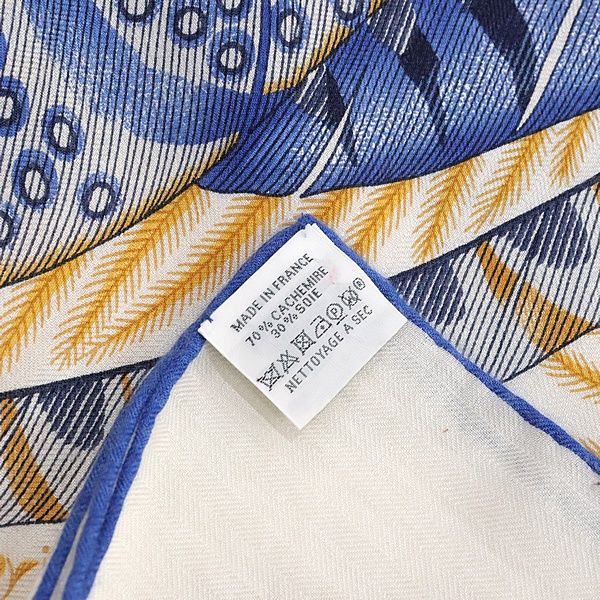 MADE IN FRANCE
70 % CACHEMIRE
30 % SOIE
NETTOYAGE A SEC